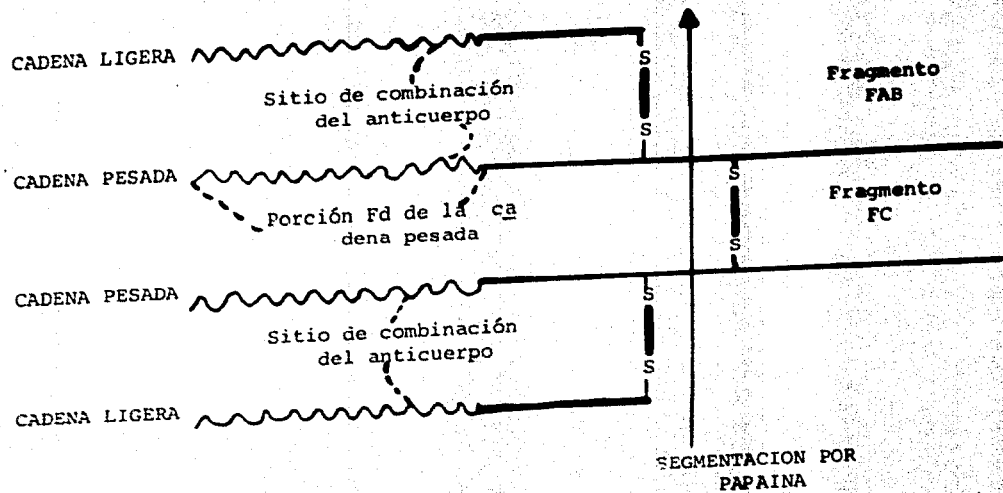 CADENA LIGERA
S
Fragmento
FAB
Sitio de combinación
del anticuerpo
S
CADENA PESADA
S
Fragmento
FC
Porción Fd de la ca
dena pesada
S
CADENA PESADA
S
Sitio de combinación
del anticuerpo
S
CADENA LIGERA
SEGMENTACION POR
PAPAINA